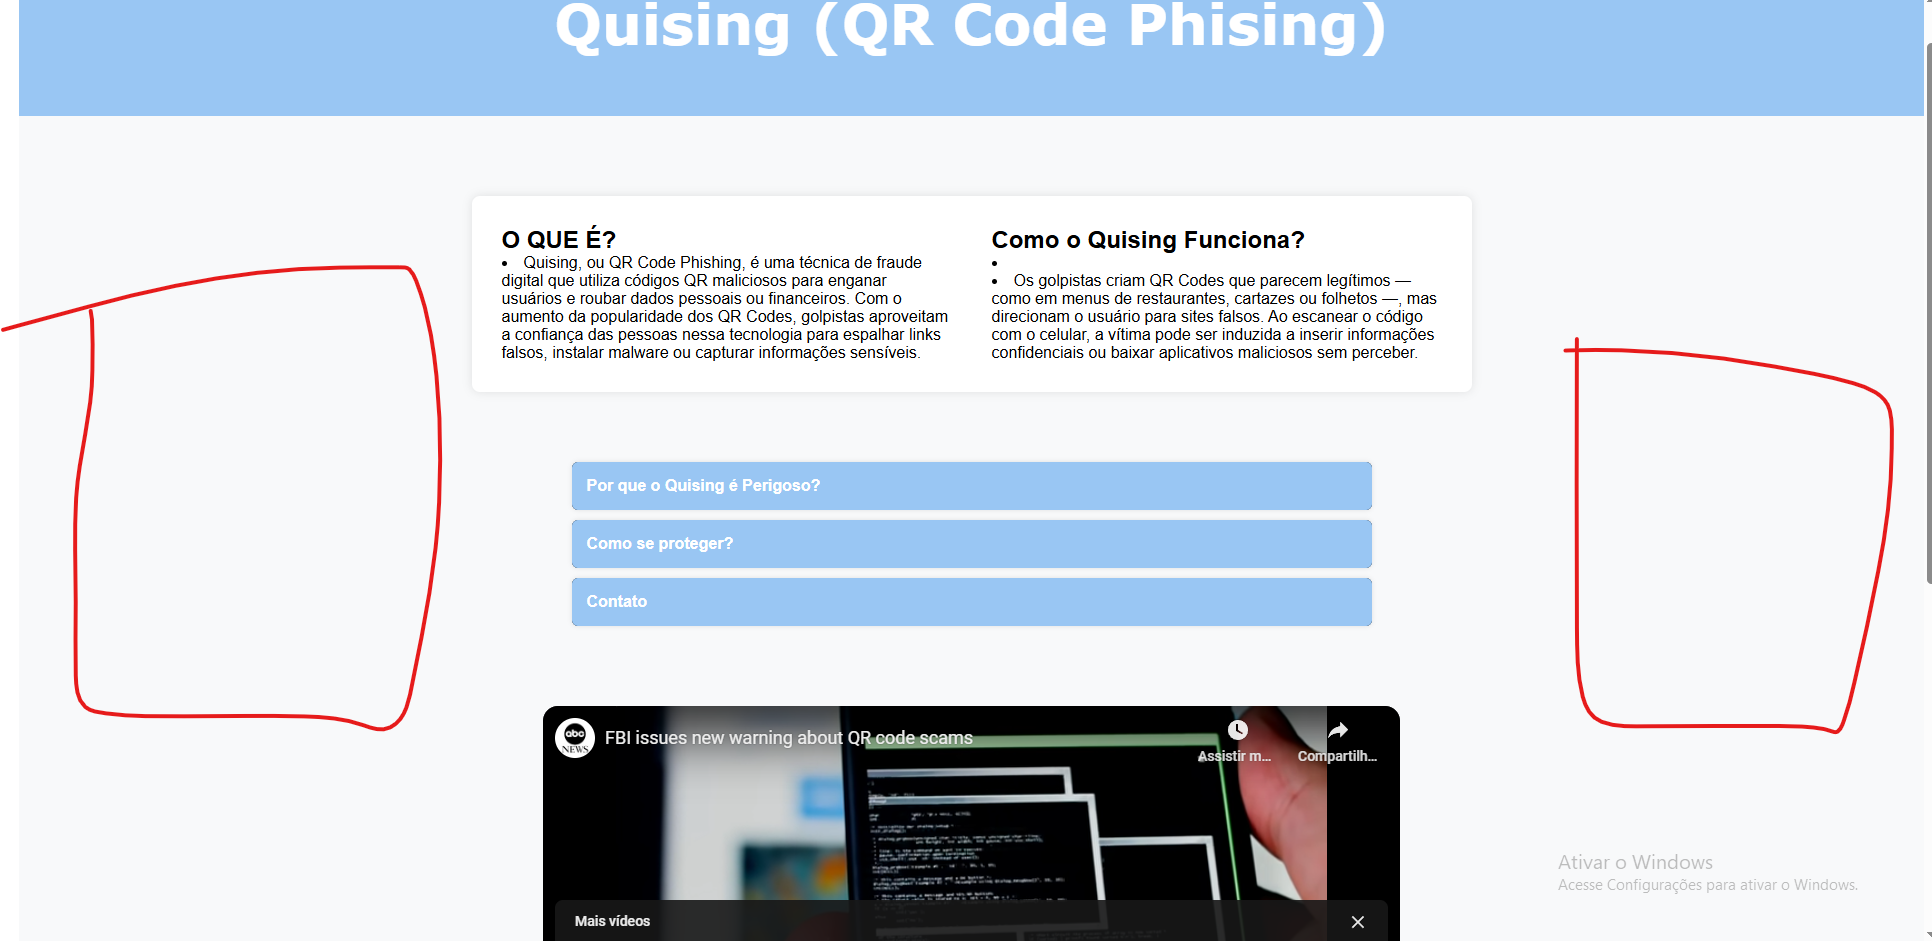 Quising (QR Code Phising)
O QUE É?
• Quising, ou QR Code Phishing, é uma técnica de fraude
digital que utiliza códigos QR maliciosos para enganar
usuários e roubar dados pessoais ou financeiros. Com o
aumento da popularidade dos QR Codes, golpistas aproveitam
a confiança das pessoas nessa tecnologia para espalhar links
falsos, instalar malware ou capturar informações sensíveis.
Como o Quising Funciona?
•
• Os golpistas criam QR Codes que parecem legítimos —
como em menus de restaurantes, cartazes ou folhetos —, mas
direcionam o usuário para sites falsos. Ao escanear o código
com o celular, a vítima pode ser induzida a inserir informações
confidenciais ou baixar aplicativos maliciosos sem perceber.
Por que o Quising é Perigoso?
Como se proteger?
Contato
abc
NEWS
FBI issues new warning about QR code scams
Assistir m...
Compartilh...
Mais vídeos
Ativar o Windows
Acesse Configurações para ativar o Windows.